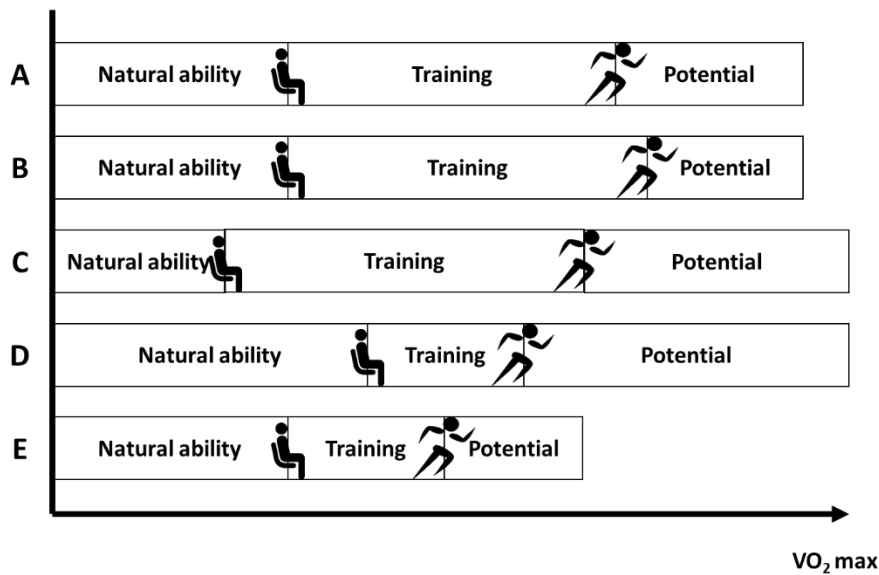 A Natural ability Training Potential
B Natural ability Training Potential
C Natural ability Training Potential
D Natural ability Training Potential
E Natural ability Training Potential
VO₂ max